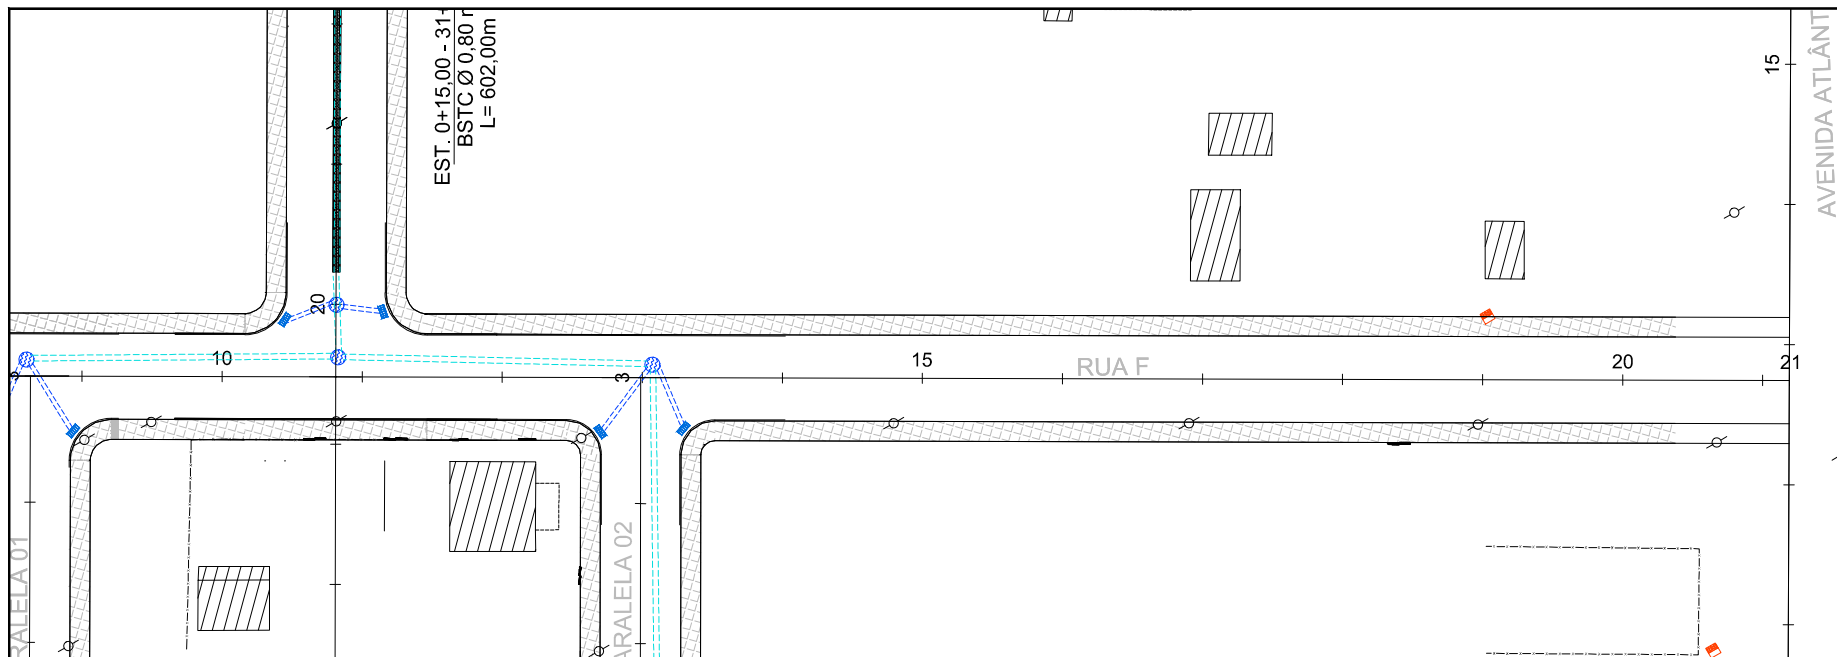 EST. 0+15,00 - 31+
BSTC Ø 0,80
L= 602,00m
15
AVENIDA ATLÂNT
20
10
15
RUA F
20
21
3
RALELA 01
ARALELA 02